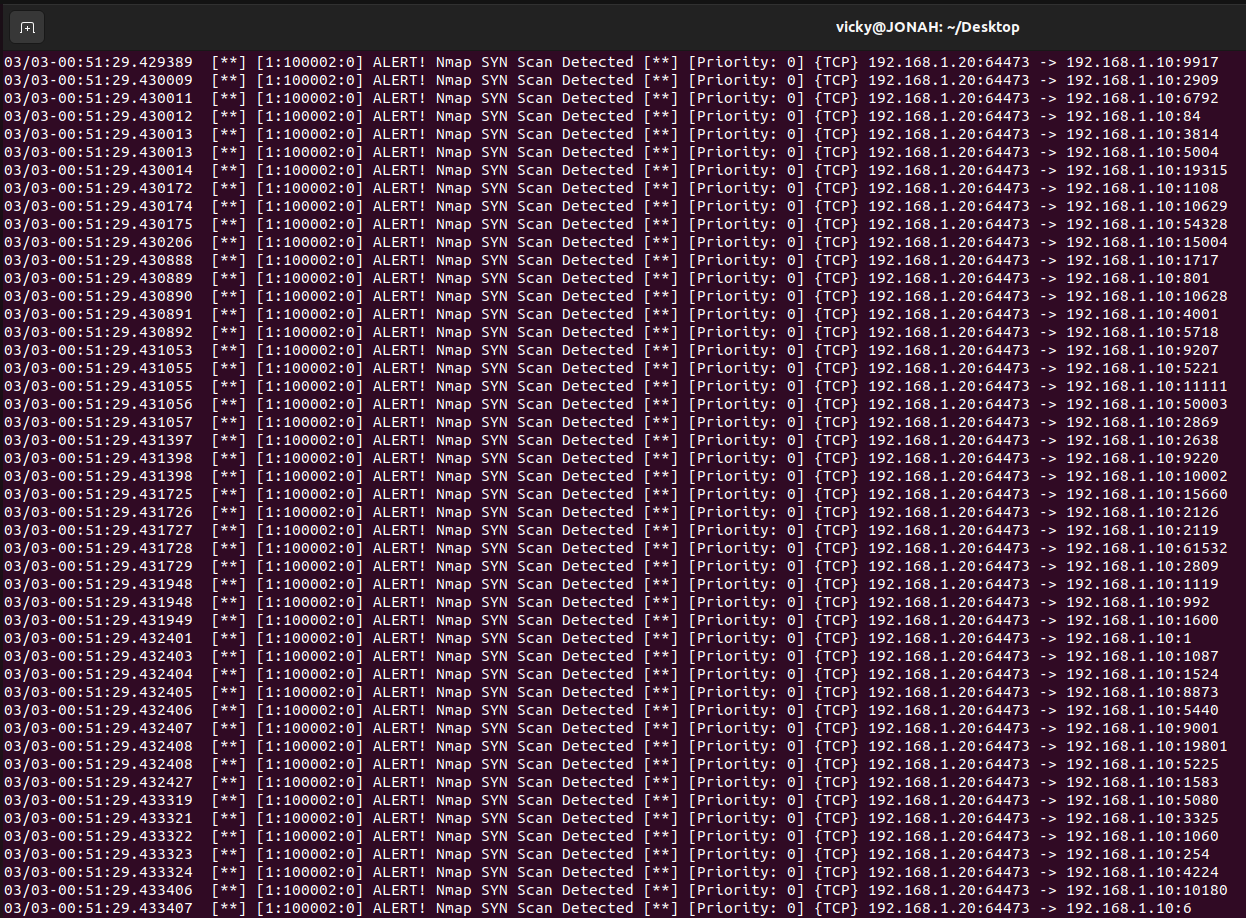 vicky@JONAH: ~/Desktop
03/03-00:51:29.429389  [**] [1:100002:0] ALERT! Nmap SYN Scan Detected [**] [Priority: 0] {TCP} 192.168.1.20:64473 -> 192.168.1.10:9917
03/03-00:51:29.430009  [**] [1:100002:0] ALERT! Nmap SYN Scan Detected [**] [Priority: 0] {TCP} 192.168.1.20:64473 -> 192.168.1.10:2909
03/03-00:51:29.430011  [**] [1:100002:0] ALERT! Nmap SYN Scan Detected [**] [Priority: 0] {TCP} 192.168.1.20:64473 -> 192.168.1.10:6792
03/03-00:51:29.430012  [**] [1:100002:0] ALERT! Nmap SYN Scan Detected [**] [Priority: 0] {TCP} 192.168.1.20:64473 -> 192.168.1.10:84
03/03-00:51:29.430013  [**] [1:100002:0] ALERT! Nmap SYN Scan Detected [**] [Priority: 0] {TCP} 192.168.1.20:64473 -> 192.168.1.10:3814
03/03-00:51:29.430013  [**] [1:100002:0] ALERT! Nmap SYN Scan Detected [**] [Priority: 0] {TCP} 192.168.1.20:64473 -> 192.168.1.10:5004
03/03-00:51:29.430014  [**] [1:100002:0] ALERT! Nmap SYN Scan Detected [**] [Priority: 0] {TCP} 192.168.1.20:64473 -> 192.168.1.10:19315
03/03-00:51:29.430172  [**] [1:100002:0] ALERT! Nmap SYN Scan Detected [**] [Priority: 0] {TCP} 192.168.1.20:64473 -> 192.168.1.10:1108
03/03-00:51:29.430174  [**] [1:100002:0] ALERT! Nmap SYN Scan Detected [**] [Priority: 0] {TCP} 192.168.1.20:64473 -> 192.168.1.10:10629
03/03-00:51:29.430175  [**] [1:100002:0] ALERT! Nmap SYN Scan Detected [**] [Priority: 0] {TCP} 192.168.1.20:64473 -> 192.168.1.10:54328
03/03-00:51:29.430206  [**] [1:100002:0] ALERT! Nmap SYN Scan Detected [**] [Priority: 0] {TCP} 192.168.1.20:64473 -> 192.168.1.10:15004
03/03-00:51:29.430888  [**] [1:100002:0] ALERT! Nmap SYN Scan Detected [**] [Priority: 0] {TCP} 192.168.1.20:64473 -> 192.168.1.10:1717
03/03-00:51:29.430889  [**] [1:100002:0] ALERT! Nmap SYN Scan Detected [**] [Priority: 0] {TCP} 192.168.1.20:64473 -> 192.168.1.10:801
03/03-00:51:29.430890  [**] [1:100002:0] ALERT! Nmap SYN Scan Detected [**] [Priority: 0] {TCP} 192.168.1.20:64473 -> 192.168.1.10:10628
03/03-00:51:29.430891  [**] [1:100002:0] ALERT! Nmap SYN Scan Detected [**] [Priority: 0] {TCP} 192.168.1.20:64473 -> 192.168.1.10:4001
03/03-00:51:29.430892  [**] [1:100002:0] ALERT! Nmap SYN Scan Detected [**] [Priority: 0] {TCP} 192.168.1.20:64473 -> 192.168.1.10:5718
03/03-00:51:29.431053  [**] [1:100002:0] ALERT! Nmap SYN Scan Detected [**] [Priority: 0] {TCP} 192.168.1.20:64473 -> 192.168.1.10:9207
03/03-00:51:29.431055  [**] [1:100002:0] ALERT! Nmap SYN Scan Detected [**] [Priority: 0] {TCP} 192.168.1.20:64473 -> 192.168.1.10:5221
03/03-00:51:29.431055  [**] [1:100002:0] ALERT! Nmap SYN Scan Detected [**] [Priority: 0] {TCP} 192.168.1.20:64473 -> 192.168.1.10:11111
03/03-00:51:29.431056  [**] [1:100002:0] ALERT! Nmap SYN Scan Detected [**] [Priority: 0] {TCP} 192.168.1.20:64473 -> 192.168.1.10:50003
03/03-00:51:29.431057  [**] [1:100002:0] ALERT! Nmap SYN Scan Detected [**] [Priority: 0] {TCP} 192.168.1.20:64473 -> 192.168.1.10:2869
03/03-00:51:29.431397  [**] [1:100002:0] ALERT! Nmap SYN Scan Detected [**] [Priority: 0] {TCP} 192.168.1.20:64473 -> 192.168.1.10:2638
03/03-00:51:29.431398  [**] [1:100002:0] ALERT! Nmap SYN Scan Detected [**] [Priority: 0] {TCP} 192.168.1.20:64473 -> 192.168.1.10:9220
03/03-00:51:29.431398  [**] [1:100002:0] ALERT! Nmap SYN Scan Detected [**] [Priority: 0] {TCP} 192.168.1.20:64473 -> 192.168.1.10:10002
03/03-00:51:29.431725  [**] [1:100002:0] ALERT! Nmap SYN Scan Detected [**] [Priority: 0] {TCP} 192.168.1.20:64473 -> 192.168.1.10:15660
03/03-00:51:29.431726  [**] [1:100002:0] ALERT! Nmap SYN Scan Detected [**] [Priority: 0] {TCP} 192.168.1.20:64473 -> 192.168.1.10:2126
03/03-00:51:29.431727  [**] [1:100002:0] ALERT! Nmap SYN Scan Detected [**] [Priority: 0] {TCP} 192.168.1.20:64473 -> 192.168.1.10:2119
03/03-00:51:29.431728  [**] [1:100002:0] ALERT! Nmap SYN Scan Detected [**] [Priority: 0] {TCP} 192.168.1.20:64473 -> 192.168.1.10:61532
03/03-00:51:29.431729  [**] [1:100002:0] ALERT! Nmap SYN Scan Detected [**] [Priority: 0] {TCP} 192.168.1.20:64473 -> 192.168.1.10:2809
03/03-00:51:29.431948  [**] [1:100002:0] ALERT! Nmap SYN Scan Detected [**] [Priority: 0] {TCP} 192.168.1.20:64473 -> 192.168.1.10:1119
03/03-00:51:29.431948  [**] [1:100002:0] ALERT! Nmap SYN Scan Detected [**] [Priority: 0] {TCP} 192.168.1.20:64473 -> 192.168.1.10:992
03/03-00:51:29.431949  [**] [1:100002:0] ALERT! Nmap SYN Scan Detected [**] [Priority: 0] {TCP} 192.168.1.20:64473 -> 192.168.1.10:1600
03/03-00:51:29.432401  [**] [1:100002:0] ALERT! Nmap SYN Scan Detected [**] [Priority: 0] {TCP} 192.168.1.20:64473 -> 192.168.1.10:1
03/03-00:51:29.432403  [**] [1:100002:0] ALERT! Nmap SYN Scan Detected [**] [Priority: 0] {TCP} 192.168.1.20:64473 -> 192.168.1.10:1087
03/03-00:51:29.432404  [**] [1:100002:0] ALERT! Nmap SYN Scan Detected [**] [Priority: 0] {TCP} 192.168.1.20:64473 -> 192.168.1.10:1524
03/03-00:51:29.432405  [**] [1:100002:0] ALERT! Nmap SYN Scan Detected [**] [Priority: 0] {TCP} 192.168.1.20:64473 -> 192.168.1.10:8873
03/03-00:51:29.432406  [**] [1:100002:0] ALERT! Nmap SYN Scan Detected [**] [Priority: 0] {TCP} 192.168.1.20:64473 -> 192.168.1.10:5440
03/03-00:51:29.432407  [**] [1:100002:0] ALERT! Nmap SYN Scan Detected [**] [Priority: 0] {TCP} 192.168.1.20:64473 -> 192.168.1.10:9001
03/03-00:51:29.432408  [**] [1:100002:0] ALERT! Nmap SYN Scan Detected [**] [Priority: 0] {TCP} 192.168.1.20:64473 -> 192.168.1.10:19801
03/03-00:51:29.432408  [**] [1:100002:0] ALERT! Nmap SYN Scan Detected [**] [Priority: 0] {TCP} 192.168.1.20:64473 -> 192.168.1.10:5225
03/03-00:51:29.432427  [**] [1:100002:0] ALERT! Nmap SYN Scan Detected [**] [Priority: 0] {TCP} 192.168.1.20:64473 -> 192.168.1.10:1583
03/03-00:51:29.433319  [**] [1:100002:0] ALERT! Nmap SYN Scan Detected [**] [Priority: 0] {TCP} 192.168.1.20:64473 -> 192.168.1.10:5080
03/03-00:51:29.433321  [**] [1:100002:0] ALERT! Nmap SYN Scan Detected [**] [Priority: 0] {TCP} 192.168.1.20:64473 -> 192.168.1.10:3325
03/03-00:51:29.433322  [**] [1:100002:0] ALERT! Nmap SYN Scan Detected [**] [Priority: 0] {TCP} 192.168.1.20:64473 -> 192.168.1.10:1060
03/03-00:51:29.433323  [**] [1:100002:0] ALERT! Nmap SYN Scan Detected [**] [Priority: 0] {TCP} 192.168.1.20:64473 -> 192.168.1.10:254
03/03-00:51:29.433324  [**] [1:100002:0] ALERT! Nmap SYN Scan Detected [**] [Priority: 0] {TCP} 192.168.1.20:64473 -> 192.168.1.10:4224
03/03-00:51:29.433406  [**] [1:100002:0] ALERT! Nmap SYN Scan Detected [**] [Priority: 0] {TCP} 192.168.1.20:64473 -> 192.168.1.10:10180
03/03-00:51:29.433407  [**] [1:100002:0] ALERT! Nmap SYN Scan Detected [**] [Priority: 0] {TCP} 192.168.1.20:64473 -> 192.168.1.10:6